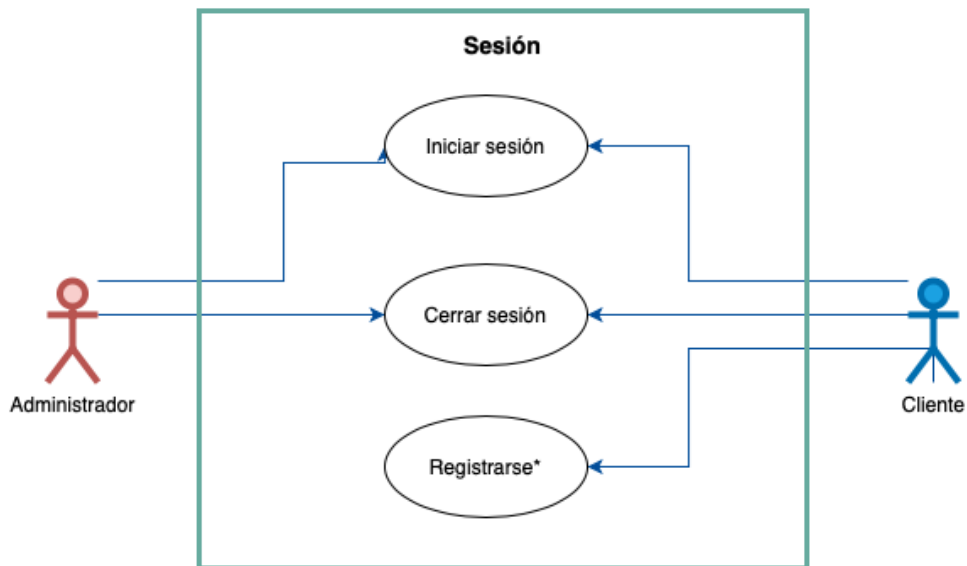 Sesión
Iniciar sesión
Cerrar sesión
Administrador
Cliente
Registrarse*